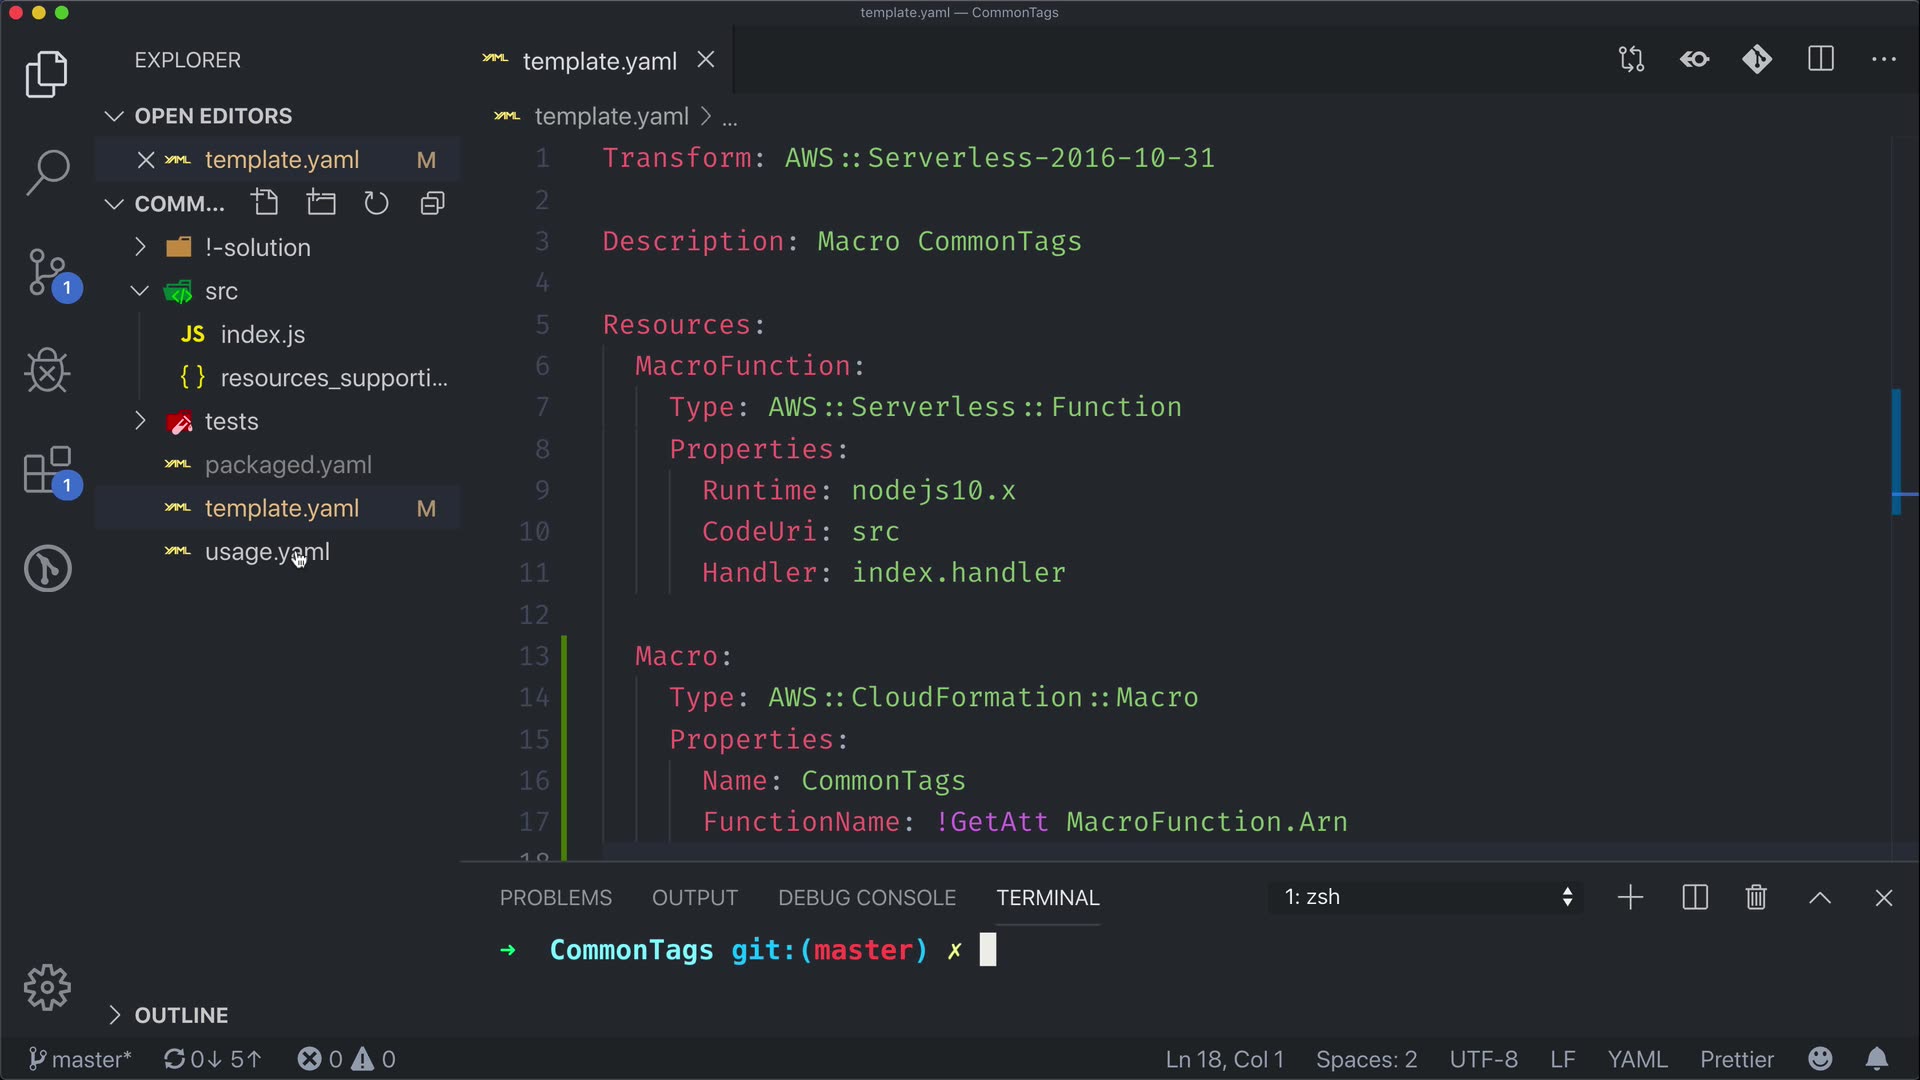 template.yaml — CommonTags
EXPLORER
OPEN EDITORS
template.yaml M
COMM...
!-solution
src
JS index.js
{ } resources_supporti...
tests
packaged.yaml
template.yaml M
usage.yaml
OUTLINE
1
1
template.yaml
template.yaml > ...
1 Transform: AWS::Serverless-2016-10-31
2
3 Description: Macro CommonTags
4
5 Resources:
6 MacroFunction:
7 Type: AWS::Serverless::Function
8 Properties:
9 Runtime: nodejs10.x
10 CodeUri: src
11 Handler: index.handler
12
13 Macro:
14 Type: AWS::CloudFormation::Macro
15 Properties:
16 Name: CommonTags
17 FunctionName: !GetAtt MacroFunction.Arn
18
PROBLEMS OUTPUT DEBUG CONSOLE TERMINAL 1: zsh
→ CommonTags git:(master) ✗
master* 0↓ 5↑ 0 0 Ln 18, Col 1 Spaces: 2 UTF-8 LF YAML Prettier